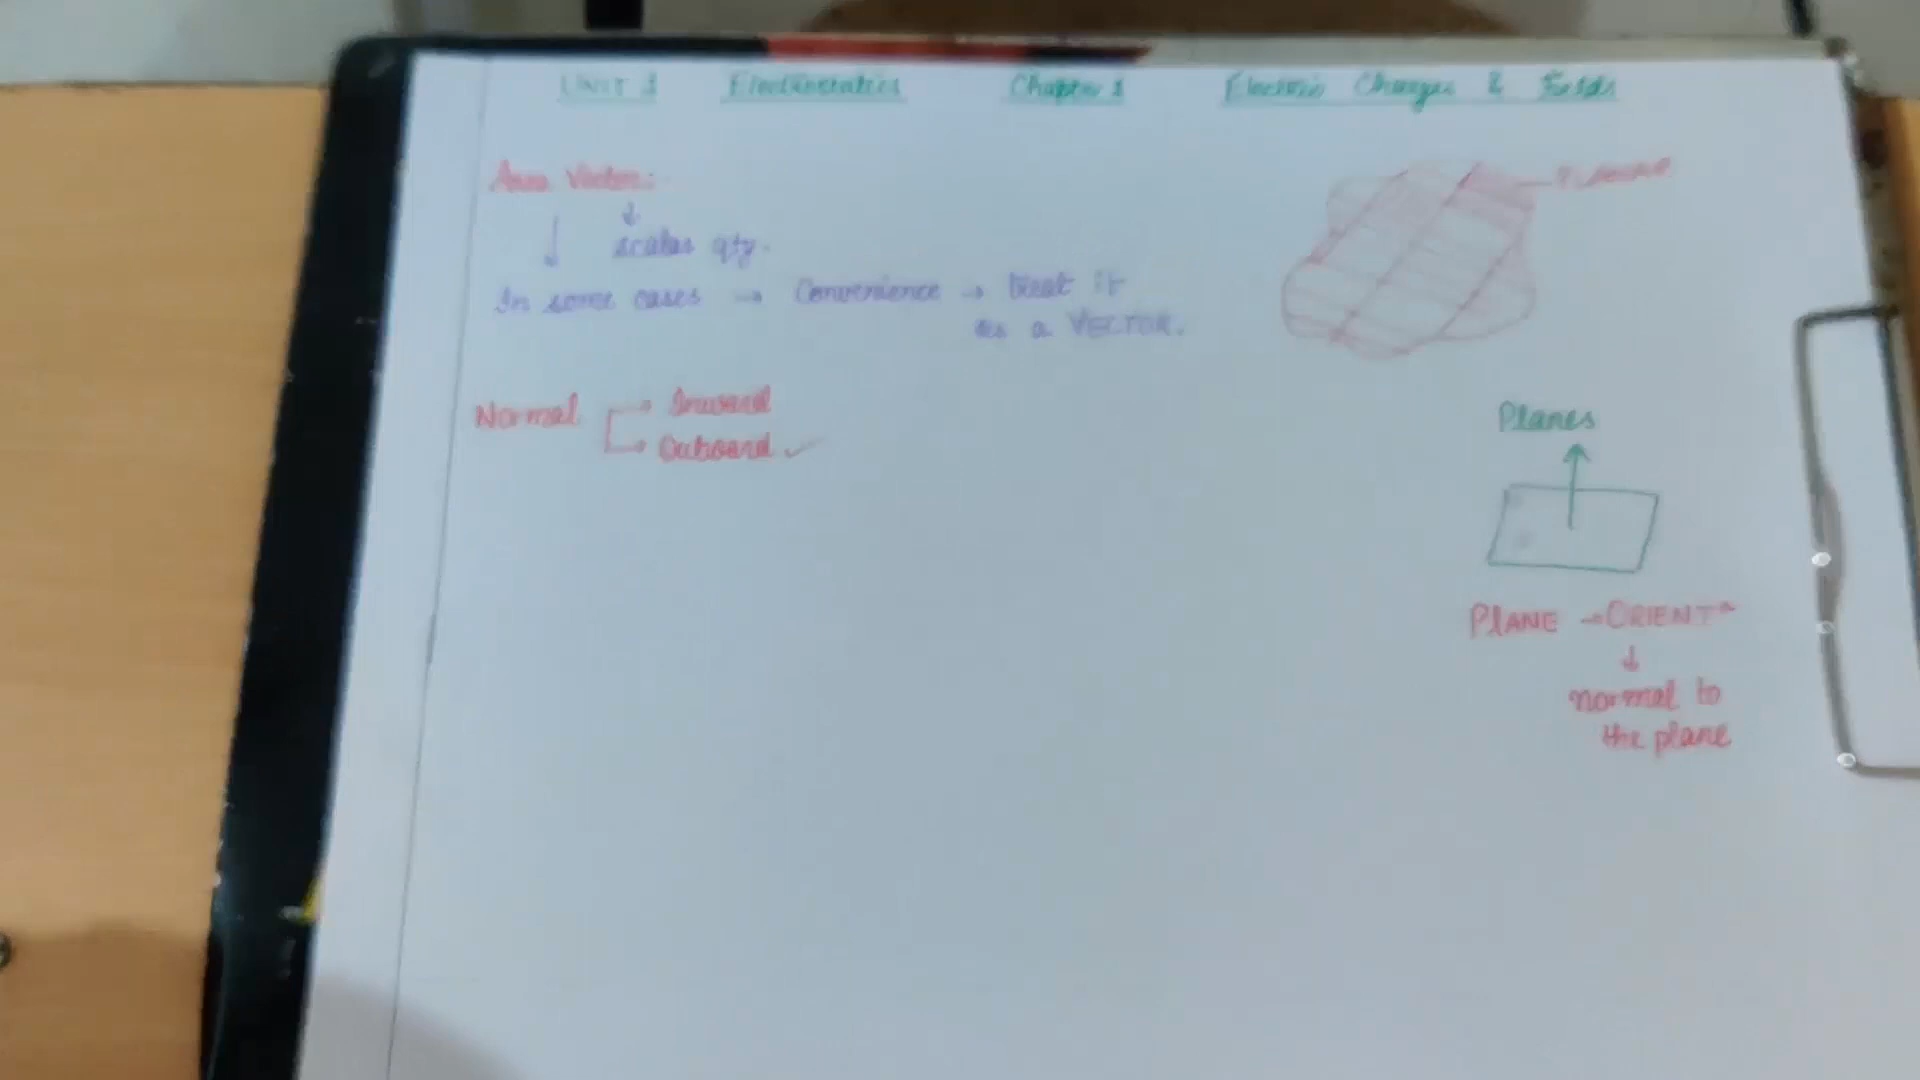 UNIT 1 Electrostatics Chapter 1 Electric Charges & Fields
Area Vector:
↓ ↓
scalar qty.
In some cases → Convenience → treat it
as a VECTOR.
Normal → Inward
→ Outward ✓
Planes
PLANE → ORIENTⁿ
↓
normal to
the plane